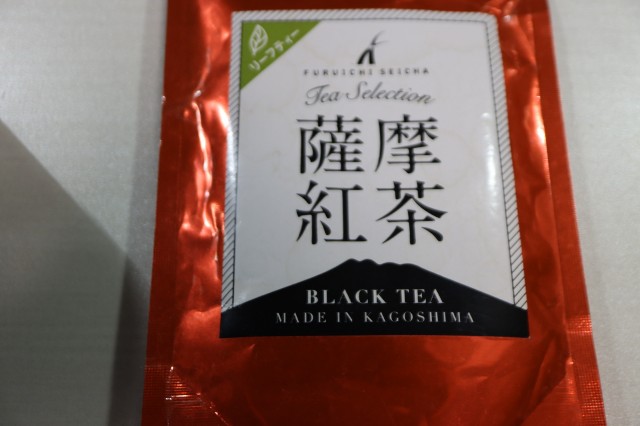 リーフティー
FURUICHI SEICHA
Tea Selection
薩摩
紅茶
BLACK TEA
MADE IN KAGOSHIMA